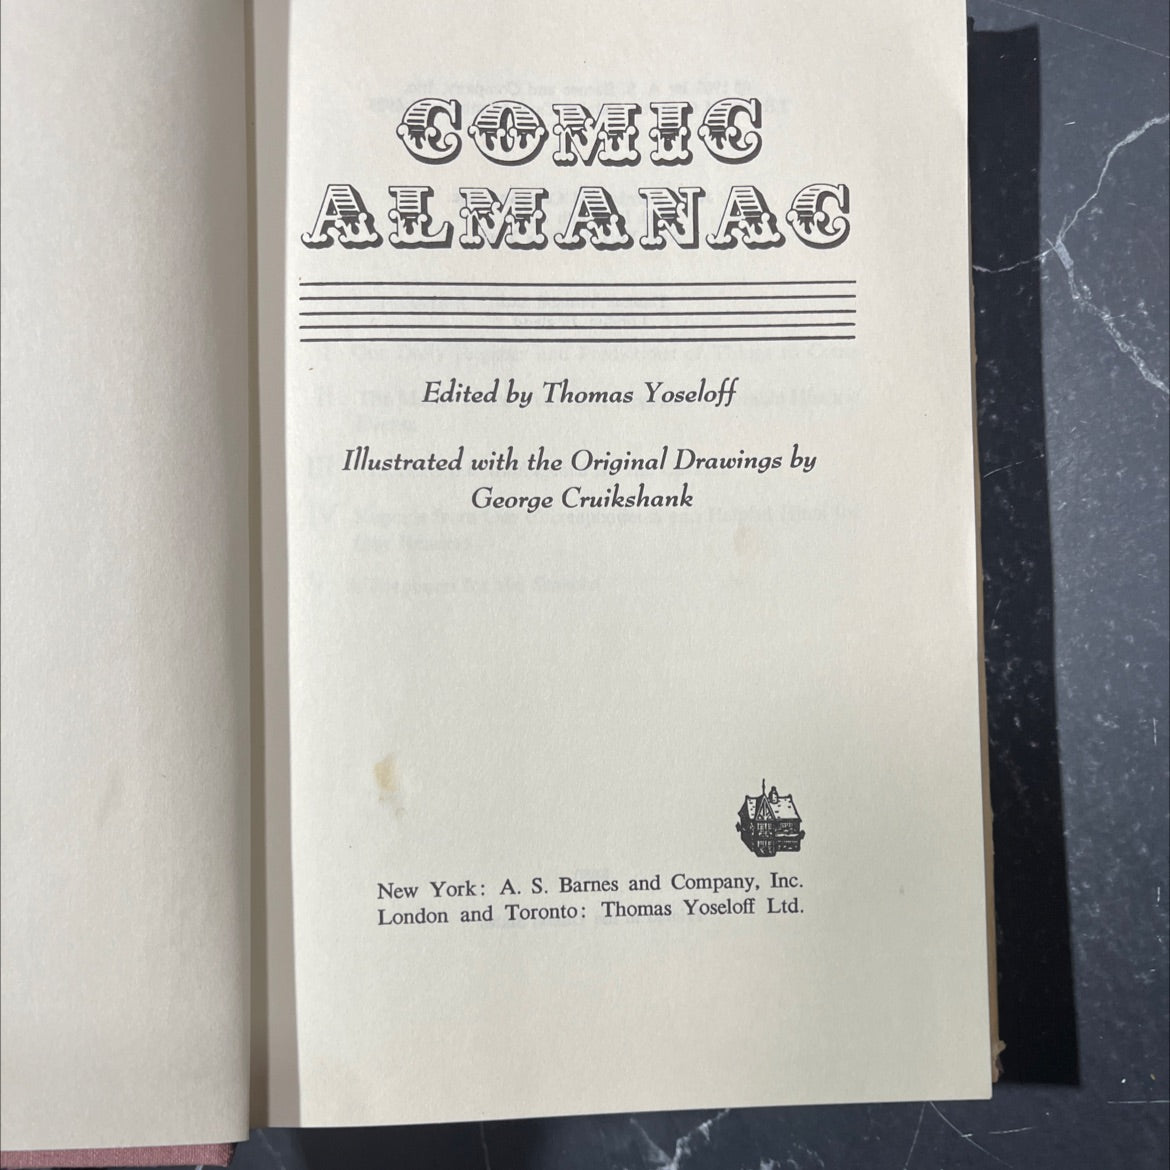 COMIC
ALMANAC
Edited by Thomas Yoseloff
Illustrated with the Original Drawings by
George Cruikshank
New York: A. S. Barnes and Company, Inc.
London and Toronto: Thomas Yoseloff Ltd.